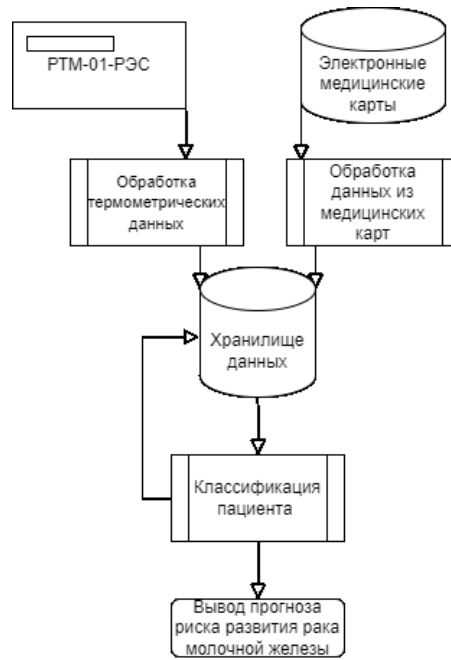 РТМ-01-РЭС
Электронные
медицинские
карты
Обработка
термометрических
данных
Обработка
данных из
медицинских
карт
Хранилище
данных
Классификация
пациента
Вывод прогноза
риска развития рака
молочной железы